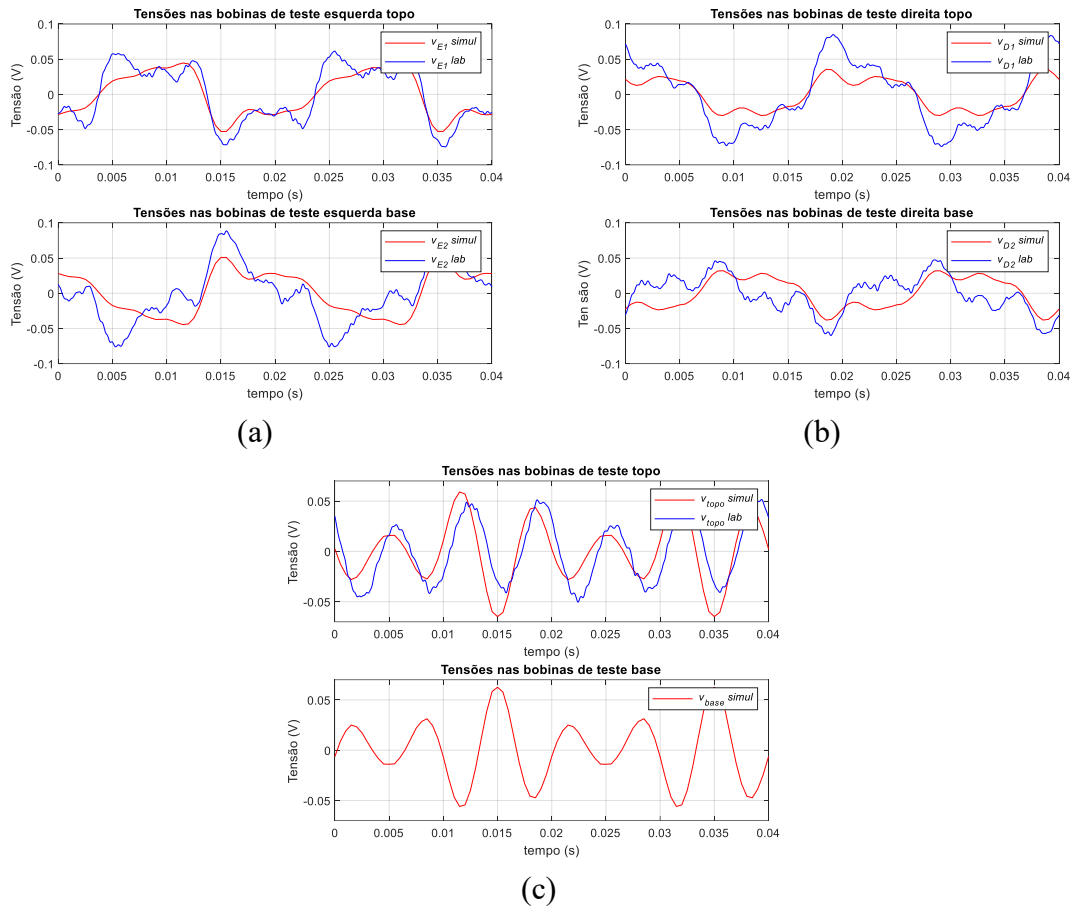 Tensões nas bobinas de teste esquerda topo
v_E1 simul
v_E1 lab
Tensão (V)
0.1
0.05
0
-0.05
-0.1
0 0.005 0.01 0.015 0.02 0.025 0.03 0.035 0.04
tempo (s)
Tensões nas bobinas de teste esquerda base
v_E2 simul
v_E2 lab
Tensão (V)
0.1
0.05
0
-0.05
-0.1
0 0.005 0.01 0.015 0.02 0.025 0.03 0.035 0.04
tempo (s)
(a)
Tensões nas bobinas de teste direita topo
v_D1 simul
v_D1 lab
Tensão (V)
0.1
0.05
0
-0.05
-0.1
0 0.005 0.01 0.015 0.02 0.025 0.03 0.035 0.04
tempo (s)
Tensões nas bobinas de teste direita base
v_D2 simul
v_D2 lab
Ten são (V)
0.1
0.05
0
-0.05
-0.1
0 0.005 0.01 0.015 0.02 0.025 0.03 0.035 0.04
tempo (s)
(b)
Tensões nas bobinas de teste topo
v_topo simul
v_topo lab
Tensão (V)
0.05
0
-0.05
0 0.005 0.01 0.015 0.02 0.025 0.03 0.035 0.04
tempo (s)
Tensões nas bobinas de teste base
v_base simul
Tensão (V)
0.05
0
-0.05
0 0.005 0.01 0.015 0.02 0.025 0.03 0.035 0.04
tempo (s)
(c)